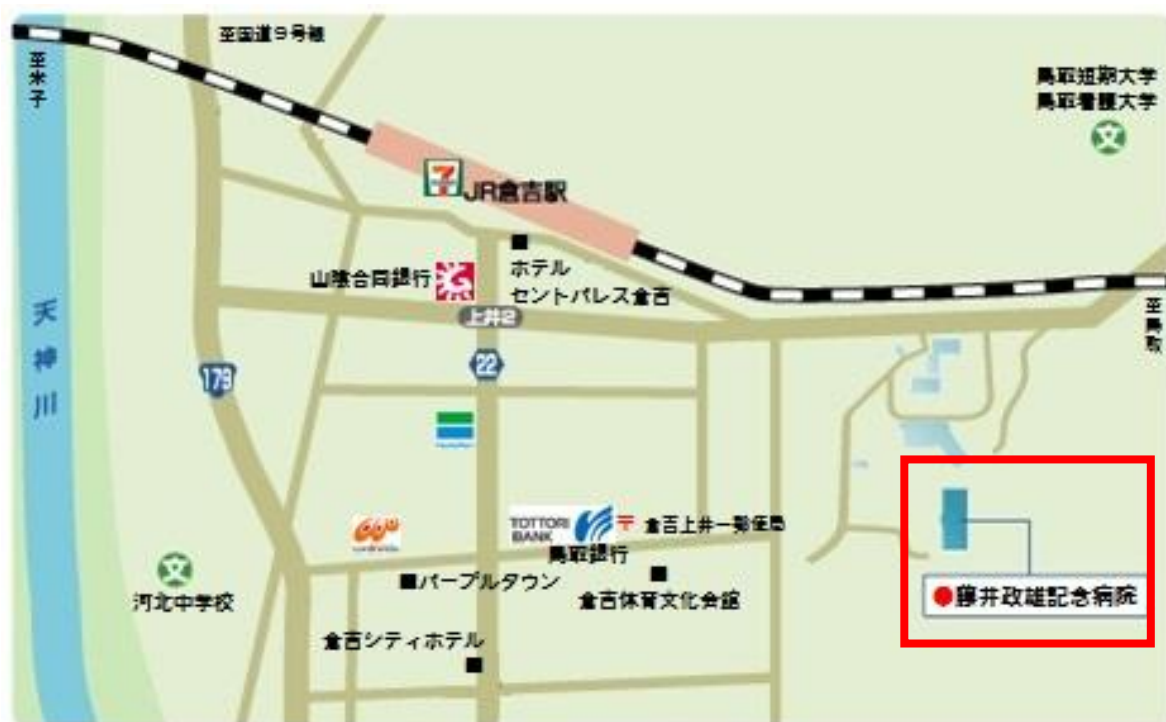 至国道9号線
至米子
鳥取短期大学
鳥取看護大学
文
7
JR倉吉駅
山陰合同銀行
ホテル
セントパレス倉吉
上井2
至鳥取
天神川
179
22
TOTTORI
BANK
鳥取銀行
〒
倉吉上井一郵便局
文
河北中学校
パープルタウン
倉吉体育文化会館
藤井政雄記念病院
倉吉シティホテル